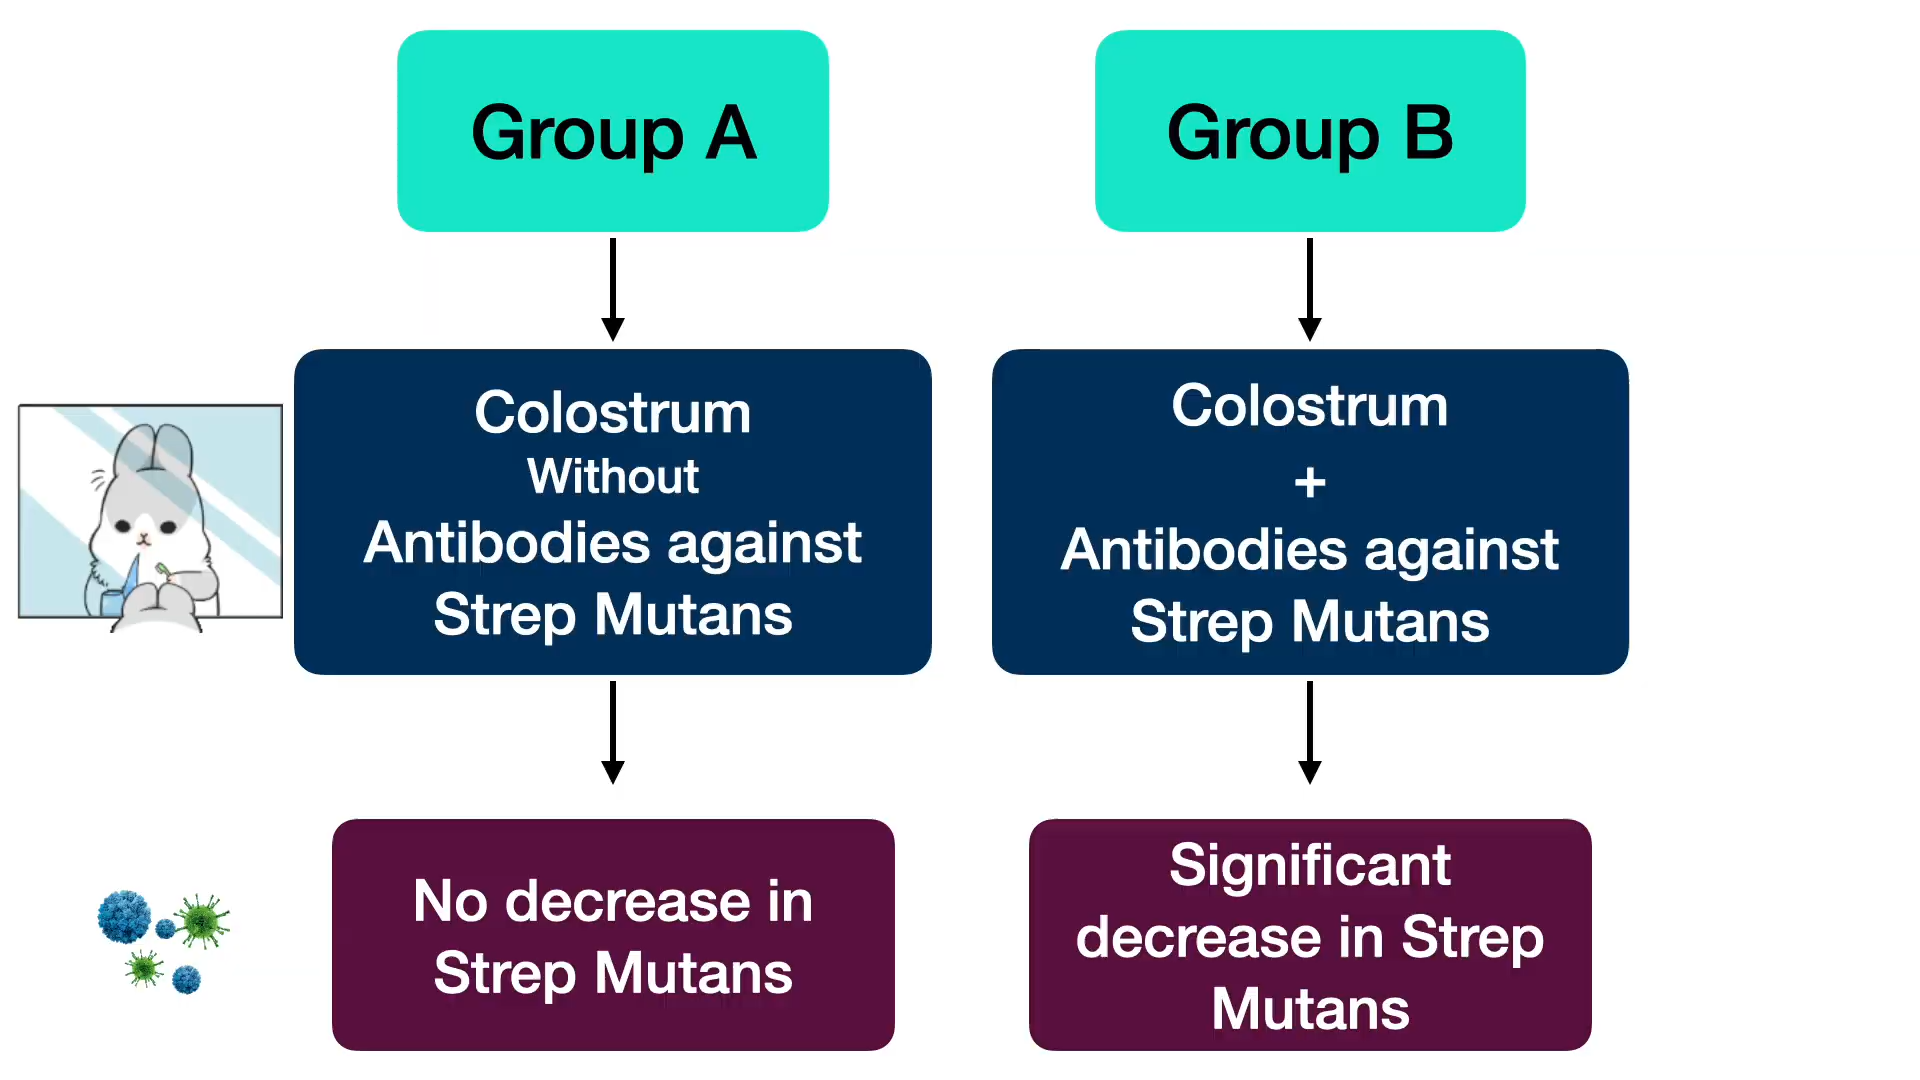 Group A
Group B
Colostrum
Without
Antibodies against
Strep Mutans
Colostrum
+
Antibodies against
Strep Mutans
No decrease in
Strep Mutans
Significant
decrease in Strep
Mutans